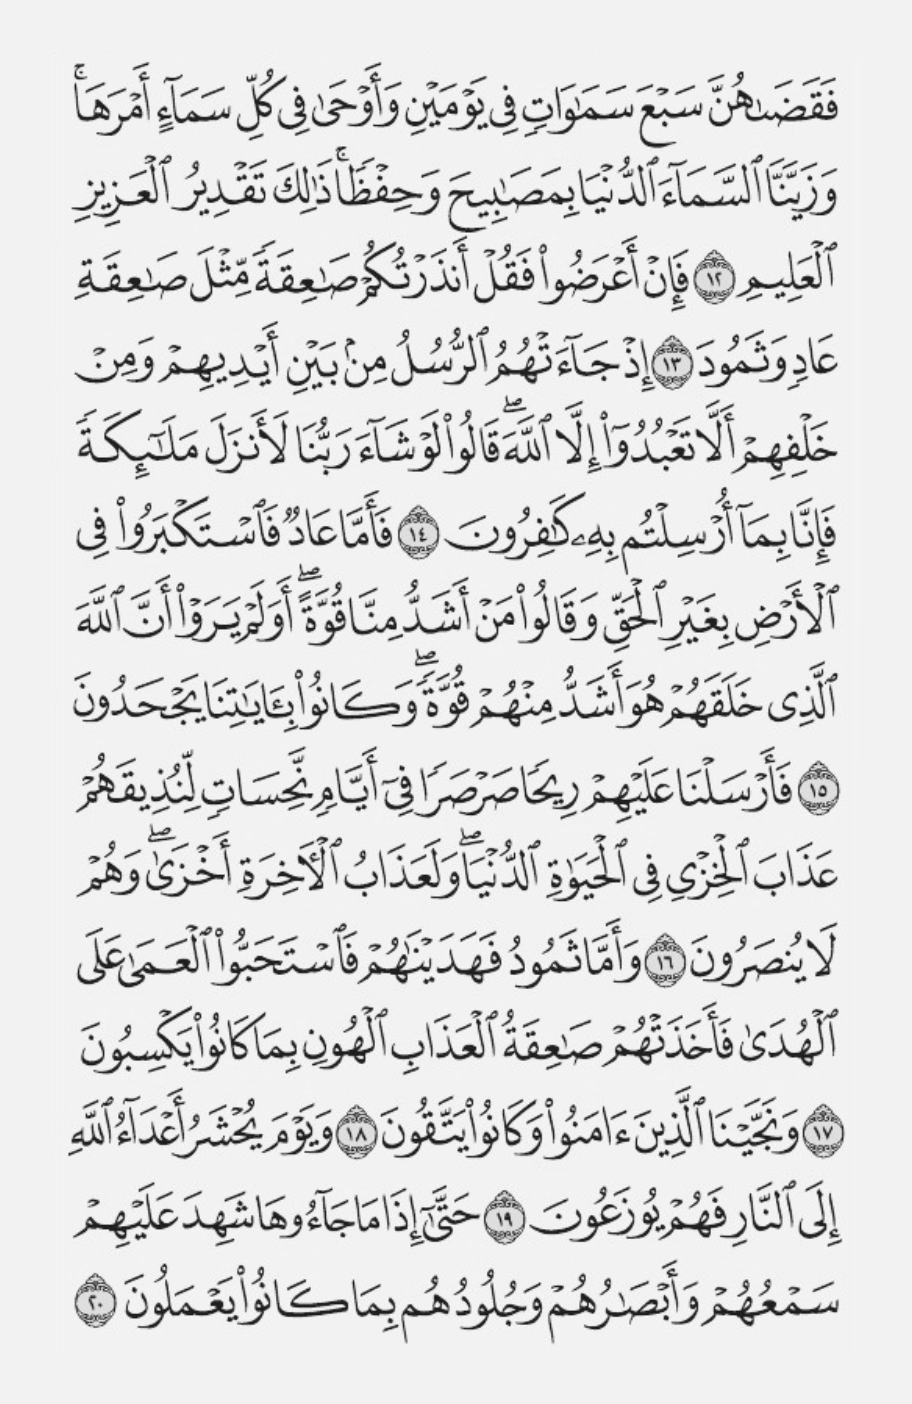 فَقَضَىٰهُنَّ سَبْعَ سَمَٰوَاتٍ فِى يَوْمَيْنِ وَأَوْحَىٰ فِى كُلِّ سَمَآءٍ أَمْرَهَا ۚ
وَزَيَّنَّا ٱلسَّمَآءَ ٱلدُّنْيَا بِمَصَٰبِيحَ وَحِفْظًا ۚ ذَٰلِكَ تَقْدِيرُ ٱلْعَزِيزِ
ٱلْعَلِيمِ ١٢ فَإِنْ أَعْرَضُوا۟ فَقُلْ أَنذَرْتُكُمْ صَٰعِقَةً مِّثْلَ صَٰعِقَةِ
عَادٍ وَثَمُودَ ١٣ إِذْ جَآءَتْهُمُ ٱلرُّسُلُ مِنۢ بَيْنِ أَيْدِيهِمْ وَمِنْ
خَلْفِهِمْ أَلَّا تَعْبُدُوٓا۟ إِلَّا ٱللَّهَ ۖ قَالُوا۟ لَوْ شَآءَ رَبُّنَا لَأَنزَلَ مَلَٰٓئِكَةً
فَإِنَّا بِمَآ أُرْسِلْتُم بِهِۦ كَٰفِرُونَ ١٤ فَأَمَّا عَادٌ فَٱسْتَكْبَرُوا۟ فِى
ٱلْأَرْضِ بِغَيْرِ ٱلْحَقِّ وَقَالُوا۟ مَنْ أَشَدُّ مِنَّا قُوَّةً ۖ أَوَلَمْ يَرَوْا۟ أَنَّ ٱللَّهَ
ٱلَّذِى خَلَقَهُمْ هُوَ أَشَدُّ مِنْهُمْ قُوَّةً ۖ وَكَانُوا۟ بِـَٔايَٰتِنَا يَجْحَدُونَ
١٥ فَأَرْسَلْنَا عَلَيْهِمْ رِيحًا صَرْصَرًا فِىٓ أَيَّامٍ نَّحِسَاتٍ لِّنُذِيقَهُمْ
عَذَابَ ٱلْخِزْىِ فِى ٱلْحَيَوٰةِ ٱلدُّنْيَا ۖ وَلَعَذَابُ ٱلْـَٔاخِرَةِ أَخْزَىٰ ۖ وَهُمْ
لَا يُنصَرُونَ ١٦ وَأَمَّا ثَمُودُ فَهَدَيْنَٰهُمْ فَٱسْتَحَبُّوا۟ ٱلْعَمَىٰ عَلَى
ٱلْهُدَىٰ فَأَخَذَتْهُمْ صَٰعِقَةُ ٱلْعَذَابِ ٱلْهُونِ بِمَا كَانُوا۟ يَكْسِبُونَ
١٧ وَنَجَّيْنَا ٱلَّذِينَ ءَامَنُوا۟ وَكَانُوا۟ يَتَّقُونَ ١٨ وَيَوْمَ يُحْشَرُ أَعْدَآءُ ٱللَّهِ
إِلَى ٱلنَّارِ فَهُمْ يُوزَعُونَ ١٩ حَتَّىٰٓ إِذَا مَا جَآءُوهَا شَهِدَ عَلَيْهِمْ
سَمْعُهُمْ وَأَبْصَٰرُهُمْ وَجُلُودُهُم بِمَا كَانُوا۟ يَعْمَلُونَ ٢٠